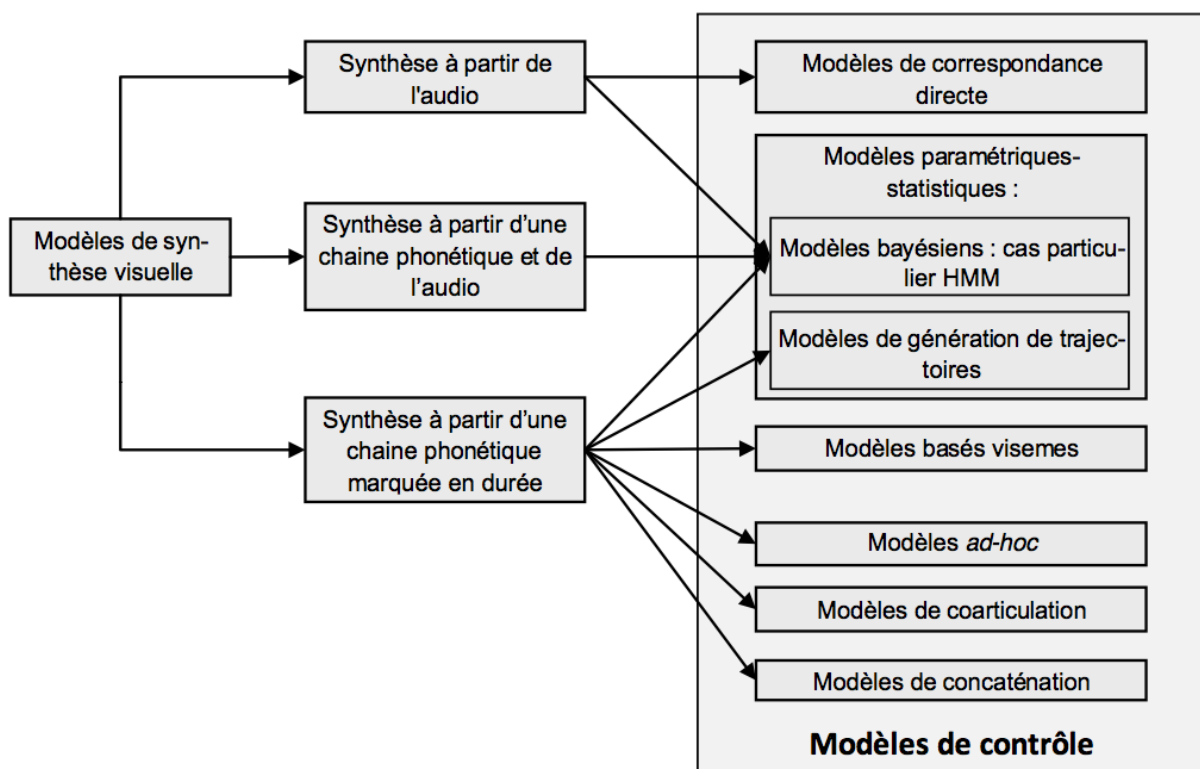 Modèles de syn-
thèse visuelle
Synthèse à partir de
l'audio
Synthèse à partir d’une
chaine phonétique et de
l’audio
Synthèse à partir d’une
chaine phonétique
marquée en durée
Modèles de correspondance
directe
Modèles paramétriques-
statistiques :
Modèles bayésiens : cas particu-
lier HMM
Modèles de génération de trajec-
toires
Modèles basés visemes
Modèles ad-hoc
Modèles de coarticulation
Modèles de concaténation
Modèles de contrôle